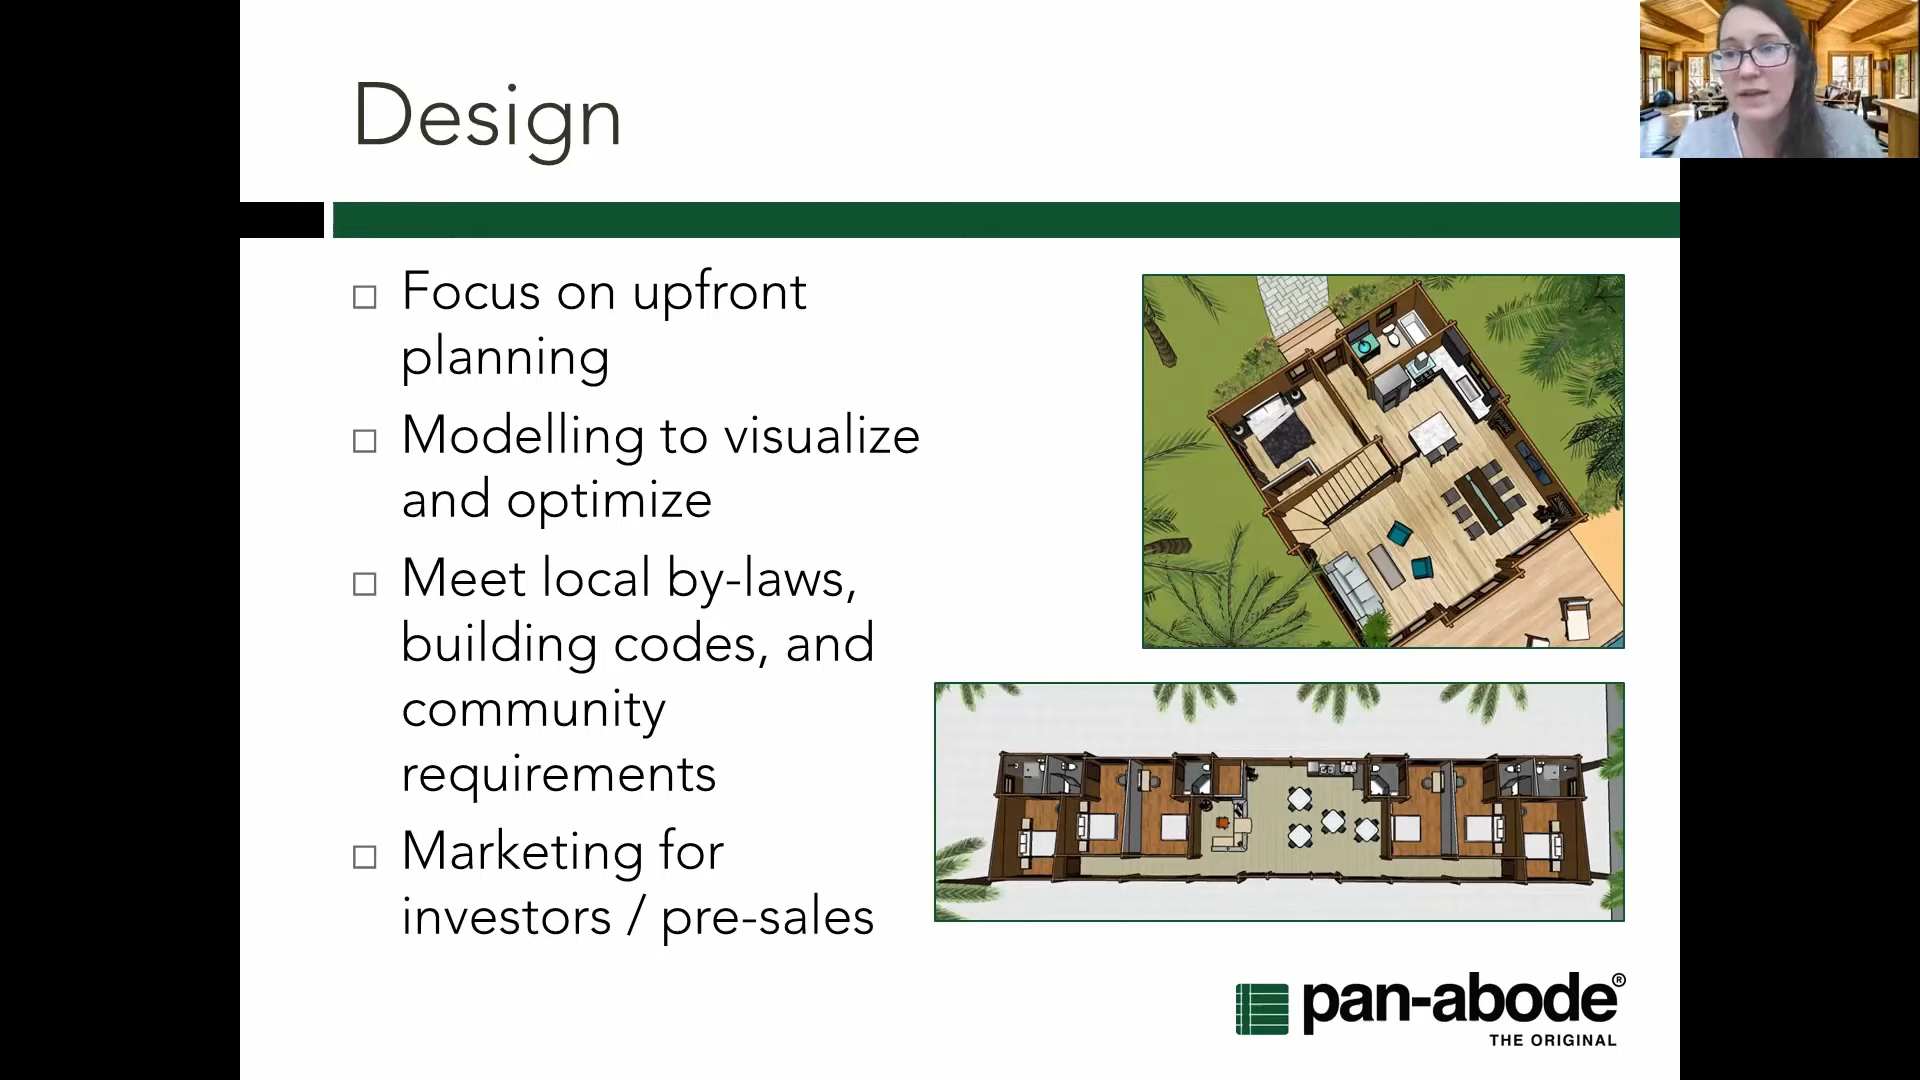 Design
Focus on upfront
planning
Modelling to visualize
and optimize
Meet local by-laws,
building codes, and
community
requirements
Marketing for
investors / pre-sales
pan-abode®
THE ORIGINAL